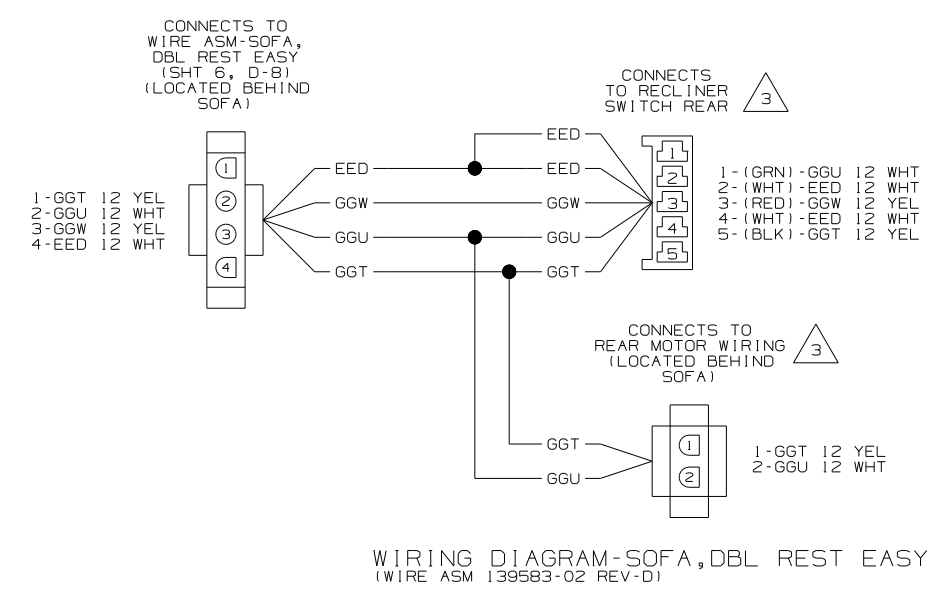 CONNECTS TO
WIRE ASM-SOFA,
DBL REST EASY
(SHT 6, D-8)
(LOCATED BEHIND
SOFA)
CONNECTS
TO RECLINER
SWITCH REAR
3
1
2
3
4
1-GGT 12 YEL
2-GGU 12 WHT
3-GGW 12 YEL
4-EED 12 WHT
EED
EED
EED
GGW
GGW
GGU
GGU
GGT
GGT
1
2
3
4
5
1-(GRN)-GGU 12 WHT
2-(WHT)-EED 12 WHT
3-(RED)-GGW 12 YEL
4-(WHT)-EED 12 WHT
5-(BLK)-GGT 12 YEL
CONNECTS TO
REAR MOTOR WIRING
(LOCATED BEHIND
SOFA)
3
GGT
GGU
1
2
1-GGT 12 YEL
2-GGU 12 WHT
WIRING DIAGRAM-SOFA,DBL REST EASY
(WIRE ASM 139583-02 REV-D)